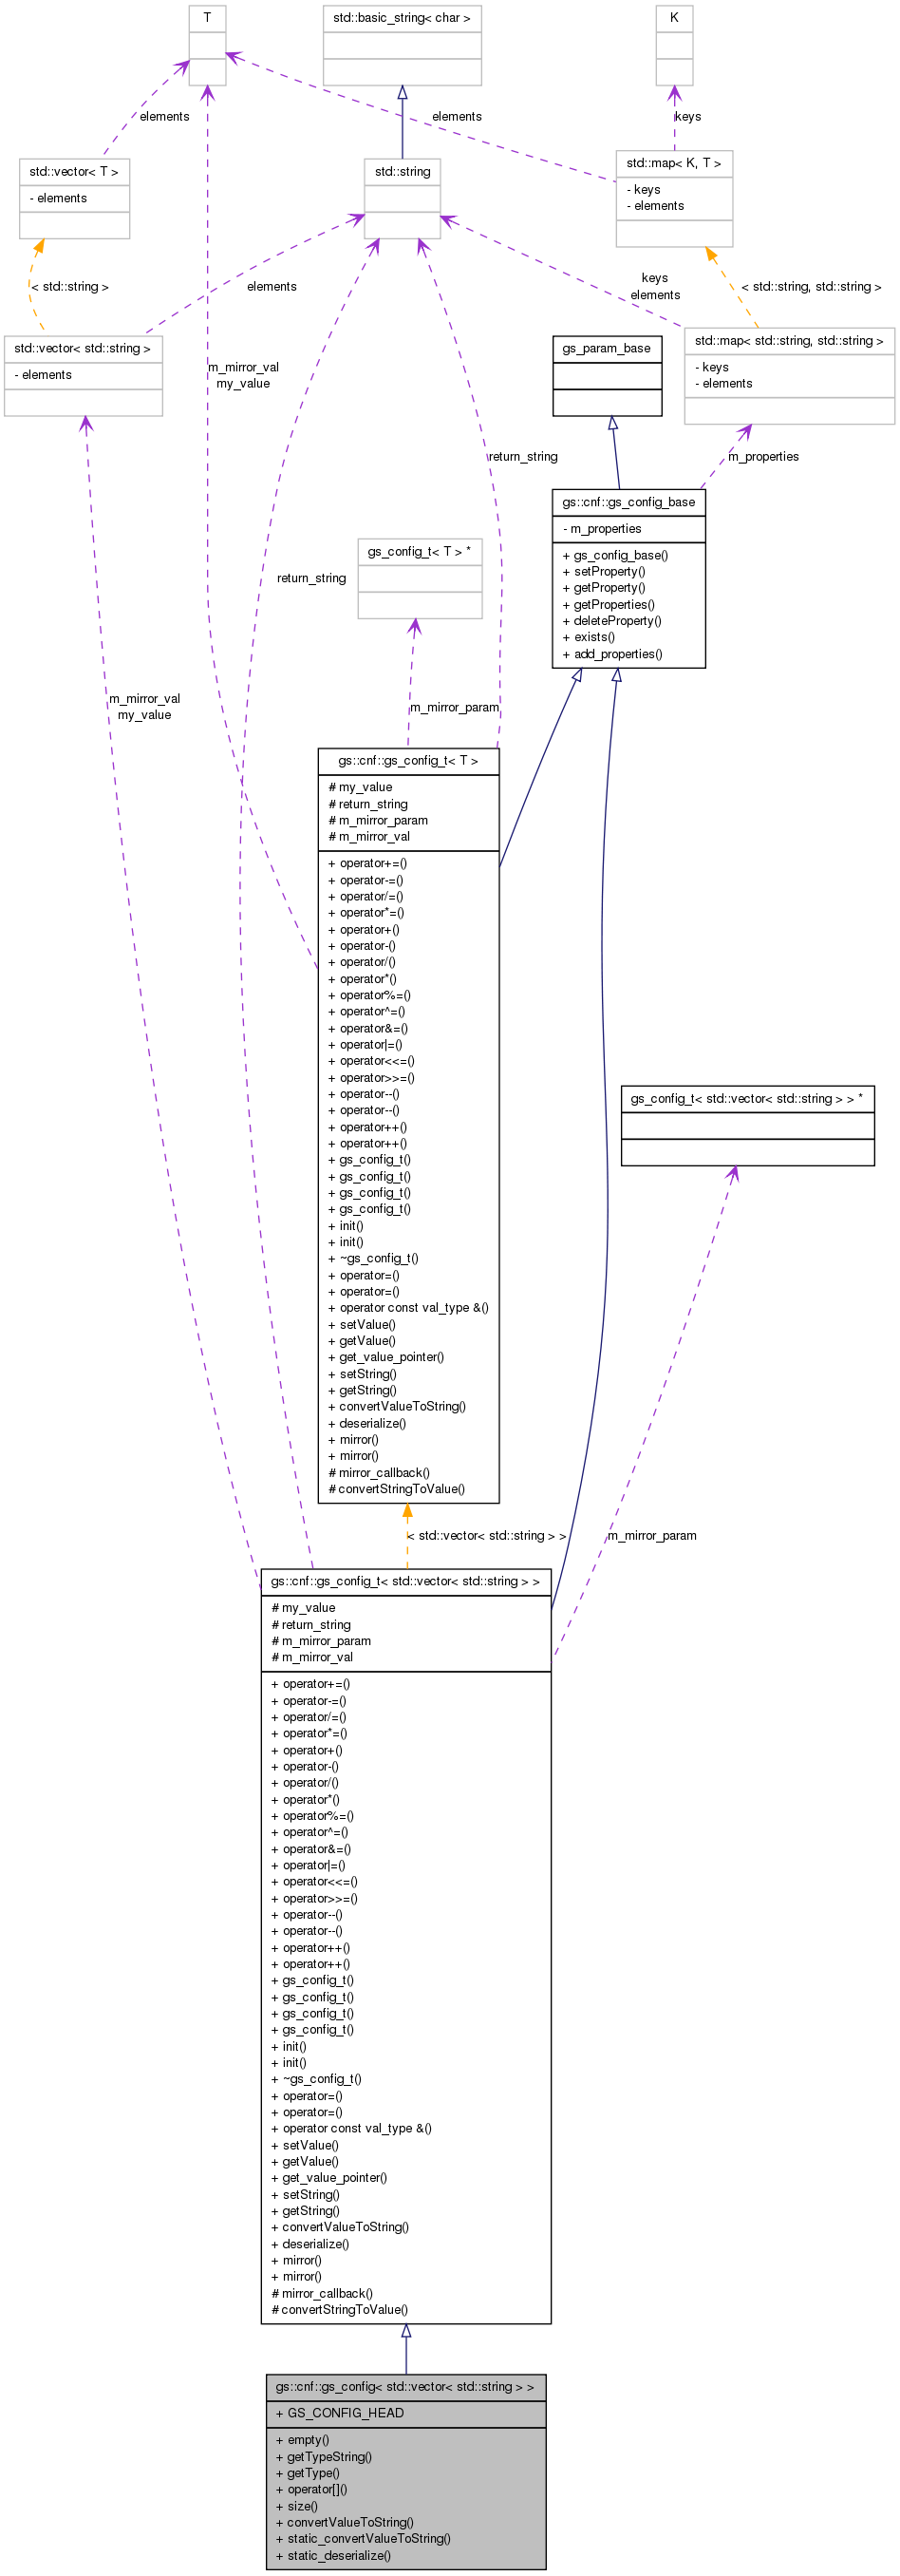 T
std::basic_string< char >
K
elements
elements
keys
std::vector< T >
- elements
std::string
std::map< K, T >
- keys
- elements
< std::string >
elements
keys
elements
< std::string, std::string >
std::vector< std::string >
- elements
m_mirror_val
my_value
gs_param_base
std::map< std::string, std::string >
- keys
- elements
return_string
m_properties
gs::cnf::gs_config_base
- m_properties
+ gs_config_base()
+ setProperty()
+ getProperty()
+ getProperties()
+ deleteProperty()
+ exists()
+ add_properties()
gs_config_t< T > *
return_string
m_mirror_val
my_value
m_mirror_param
gs::cnf::gs_config_t< T >
# my_value
# return_string
# m_mirror_param
# m_mirror_val
+ operator+=()
+ operator-=()
+ operator/=()
+ operator*=()
+ operator+()
+ operator-()
+ operator/()
+ operator*()
+ operator%=()
+ operator^=()
+ operator&=()
+ operator|=()
+ operator<<=()
+ operator>>=()
+ operator--()
+ operator--()
+ operator++()
+ operator++()
+ gs_config_t()
+ gs_config_t()
+ gs_config_t()
+ gs_config_t()
+ init()
+ init()
+ ~gs_config_t()
+ operator=()
+ operator=()
+ operator const val_type &()
+ setValue()
+ getValue()
+ get_value_pointer()
+ setString()
+ getString()
+ convertValueToString()
+ deserialize()
+ mirror()
+ mirror()
# mirror_callback()
# convertStringToValue()
gs_config_t< std::vector< std::string > > *
< std::vector< std::string > >
m_mirror_param
gs::cnf::gs_config_t< std::vector< std::string > >
# my_value
# return_string
# m_mirror_param
# m_mirror_val
+ operator+=()
+ operator-=()
+ operator/=()
+ operator*=()
+ operator+()
+ operator-()
+ operator/()
+ operator*()
+ operator%=()
+ operator^=()
+ operator&=()
+ operator|=()
+ operator<<=()
+ operator>>=()
+ operator--()
+ operator--()
+ operator++()
+ operator++()
+ gs_config_t()
+ gs_config_t()
+ gs_config_t()
+ gs_config_t()
+ init()
+ init()
+ ~gs_config_t()
+ operator=()
+ operator=()
+ operator const val_type &()
+ setValue()
+ getValue()
+ get_value_pointer()
+ setString()
+ getString()
+ convertValueToString()
+ deserialize()
+ mirror()
+ mirror()
# mirror_callback()
# convertStringToValue()
gs::cnf::gs_config< std::vector< std::string > >
+ GS_CONFIG_HEAD
+ empty()
+ getTypeString()
+ getType()
+ operator[]()
+ size()
+ convertValueToString()
+ static_convertValueToString()
+ static_deserialize()